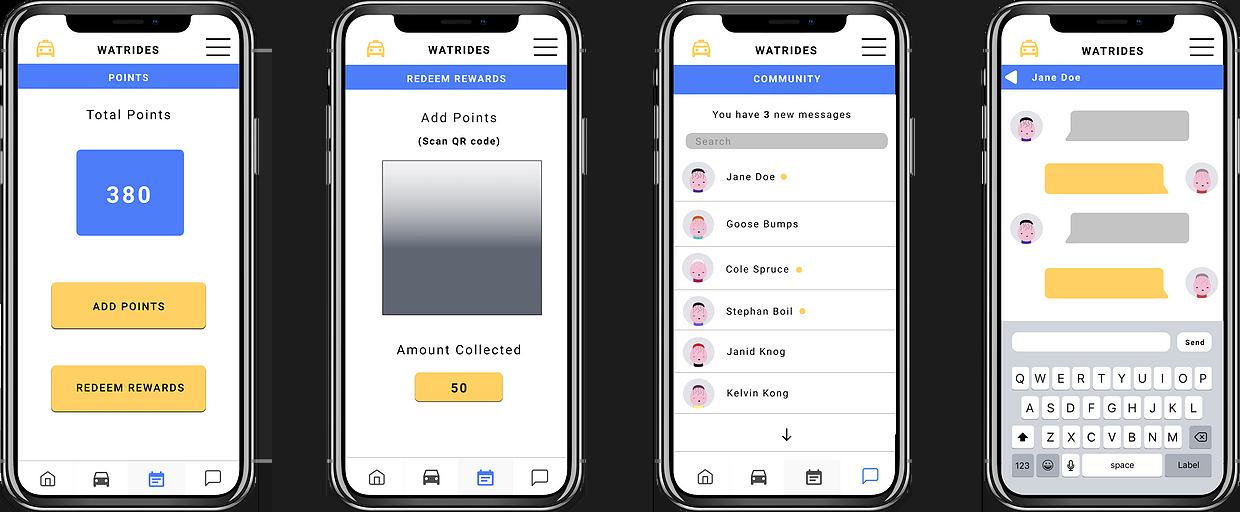 WATRIDES
POINTS
Total Points
380
ADD POINTS
REDEEM REWARDS
WATRIDES
REDEEM REWARDS
Add Points
(Scan QR code)
Amount Collected
50
WATRIDES
COMMUNITY
You have 3 new messages
Search
Jane Doe
Goose Bumps
Cole Spruce
Stephan Boil
Janid Knog
Kelvin Kong
WATRIDES
Jane Doe
Send
Q W E R T Y U I O P
A S D F G H J K L
Z X C V B N M
123 space Label